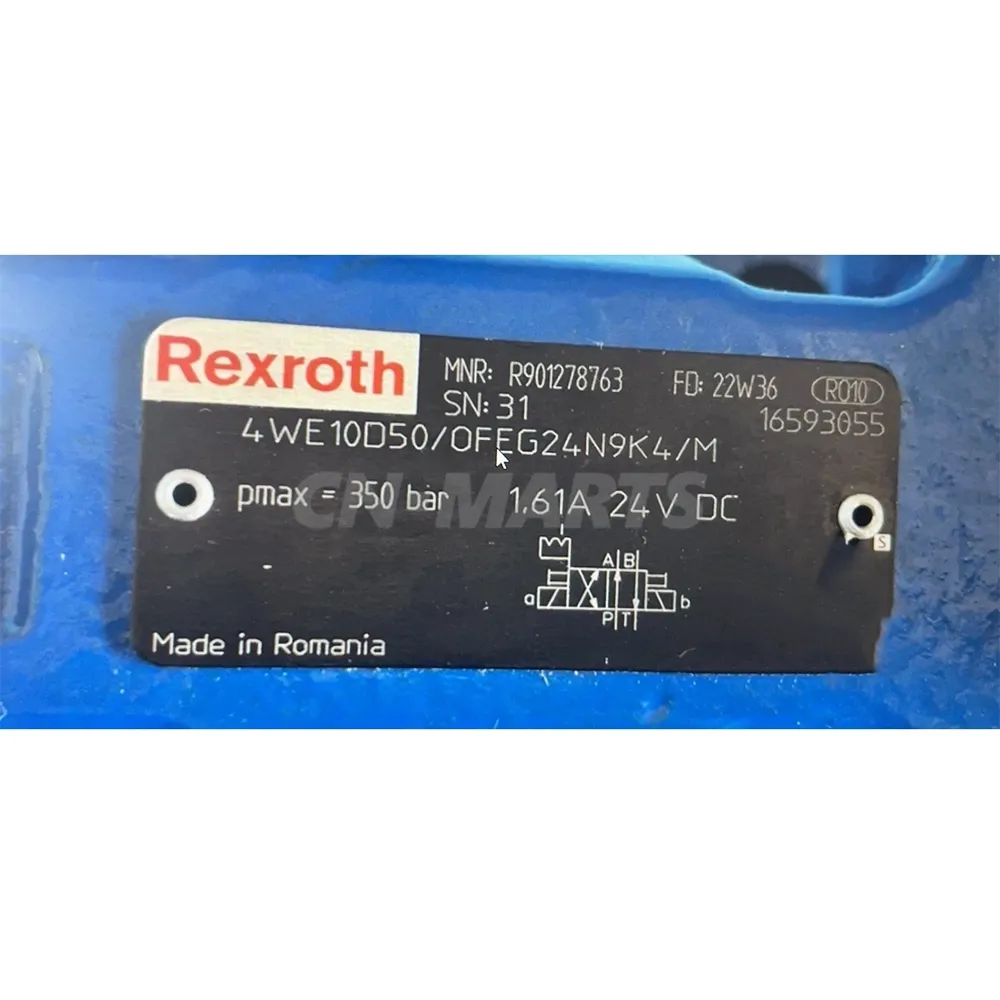 Rexroth
MNR: R901278763 FD: 22W36 RO10
SN: 31 16593055
4WE10D50/OFEG24N9K4/M
pmax = 350 bar 1.61A 24V DC
CN-MARTS
S
A B
a b
P T
Made in Romania